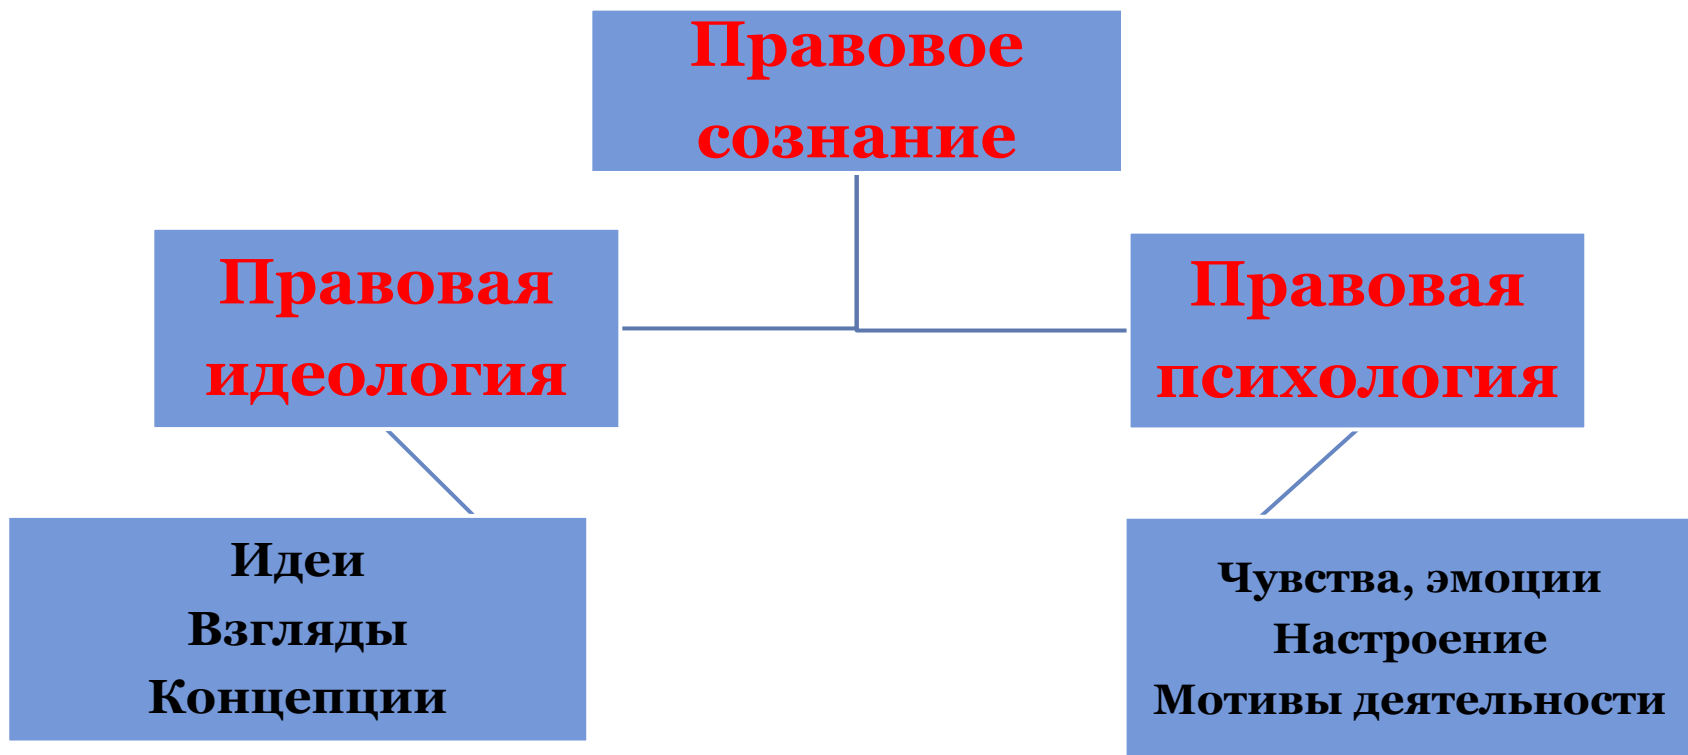 Правовое
сознание
Правовая
идеология
Правовая
психология
Идеи
Взгляды
Концепции
Чувства, эмоции
Настроение
Мотивы деятельности